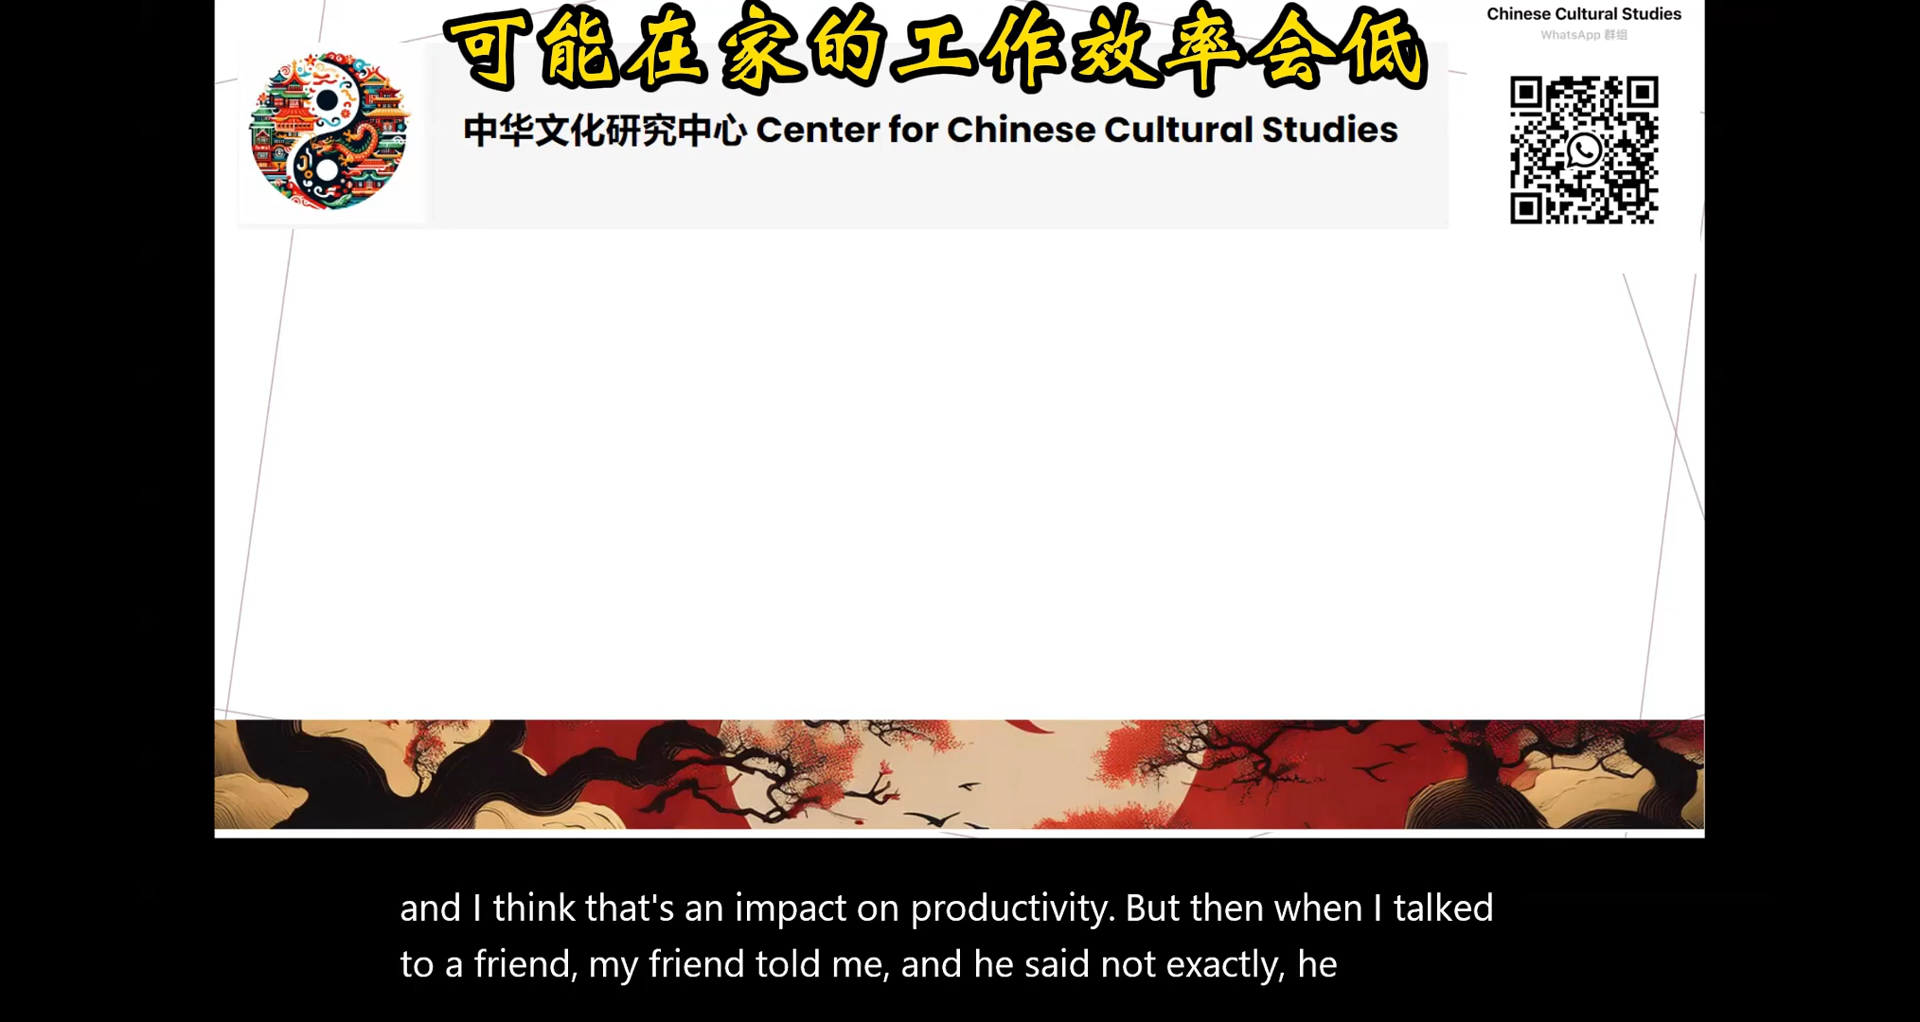 可能在家的工作效率会低
Chinese Cultural Studies
WhatsApp 群组
中华文化研究中心 Center for Chinese Cultural Studies
and I think that's an impact on productivity. But then when I talked
to a friend, my friend told me, and he said not exactly, he